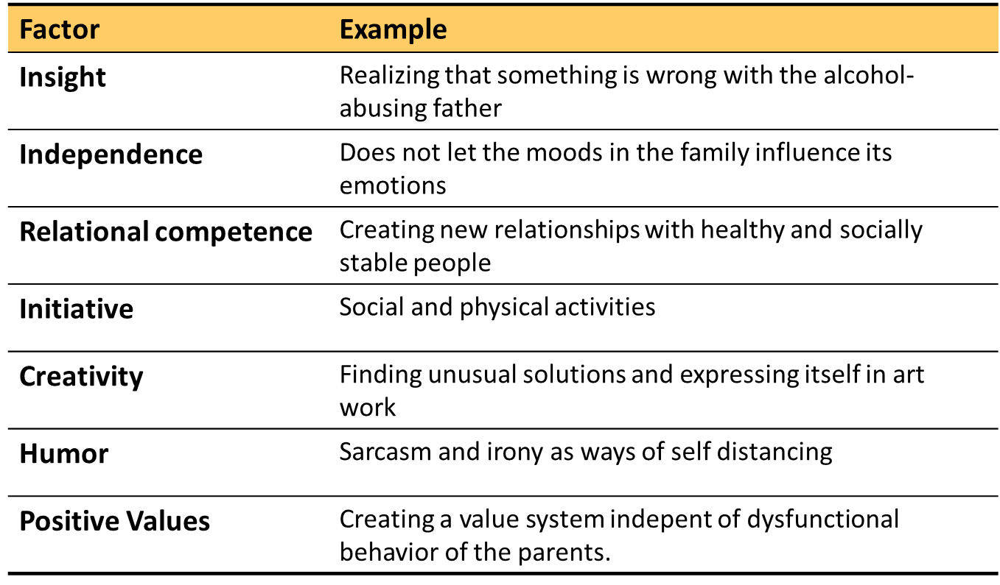 Factor Example
Insight Realizing that something is wrong with the alcohol-
abusing father
Independence Does not let the moods in the family influence its
emotions
Relational competence Creating new relationships with healthy and socially
stable people
Initiative Social and physical activities
Creativity Finding unusual solutions and expressing itself in art
work
Humor Sarcasm and irony as ways of self distancing
Positive Values Creating a value system indepent of dysfunctional
behavior of the parents.